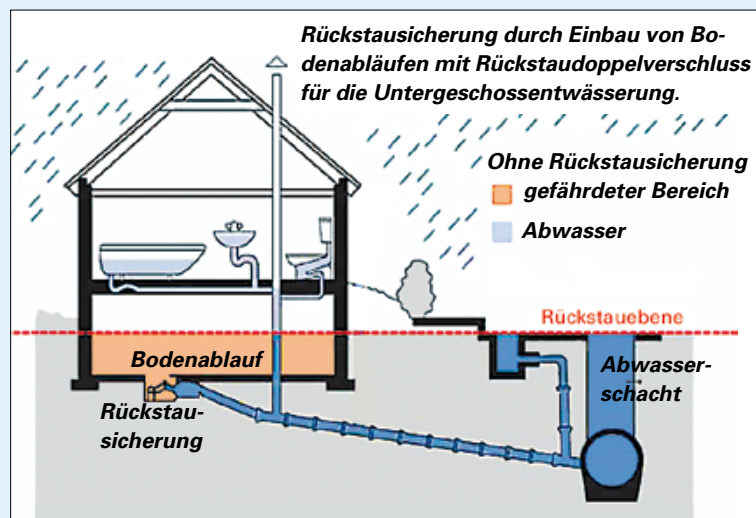 Rückstausicherung durch Einbau von Bo-
denabläufen mit Rückstaudoppelverschluss
für die Untergeschossentwässerung.
Ohne Rückstausicherung
gefährdeter Bereich
Abwasser
Rückstauebene
Bodenablauf
Abwasser-
schacht
Rückstau-
sicherung